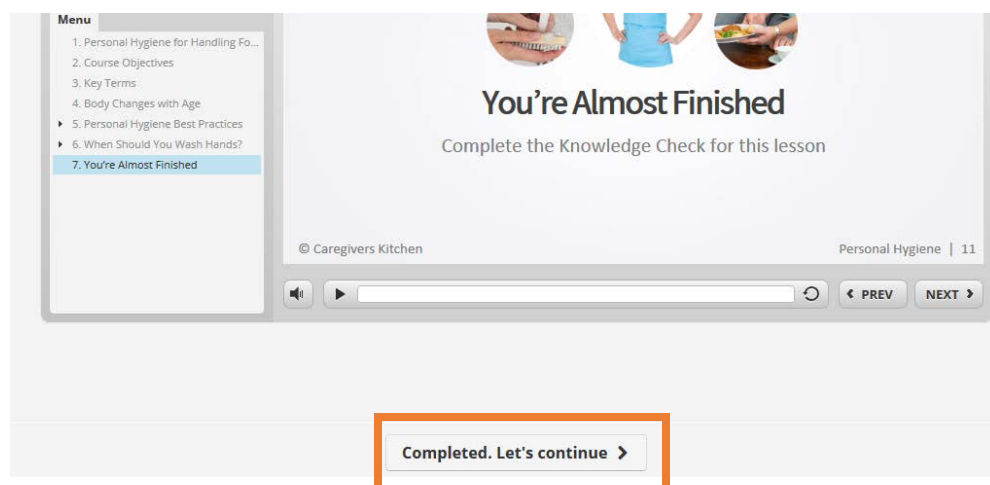 Menu
1. Personal Hygiene for Handling Fo...
2. Course Objectives
3. Key Terms
4. Body Changes with Age
5. Personal Hygiene Best Practices
6. When Should You Wash Hands?
7. You're Almost Finished
You're Almost Finished
Complete the Knowledge Check for this lesson
© Caregivers Kitchen
Personal Hygiene | 11
PREV
NEXT
Completed. Let's continue